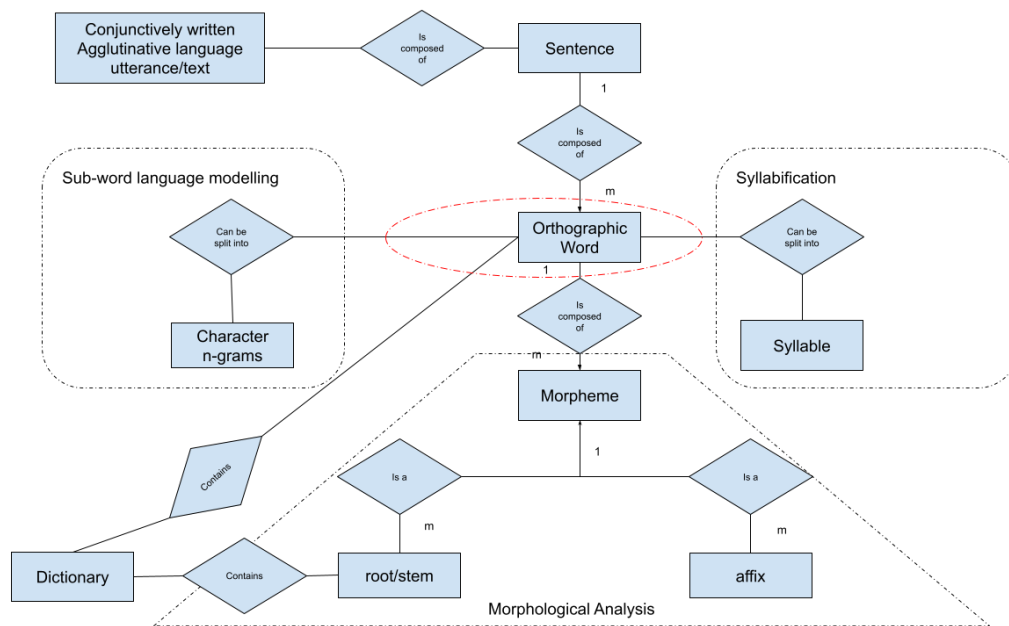 Conjunctively written
Agglutinative language
utterance/text
Is
composed
of
Sentence
1
Is
composed
of
m
Sub-word language modelling
Syllabification
Can be
split into
Orthographic
Word
Can be
split into
1
Is
composed
of
Character
n-grams
Syllable
m
Morpheme
1
Contains
Is a
Is a
m
m
Dictionary
Contains
root/stem
affix
Morphological Analysis